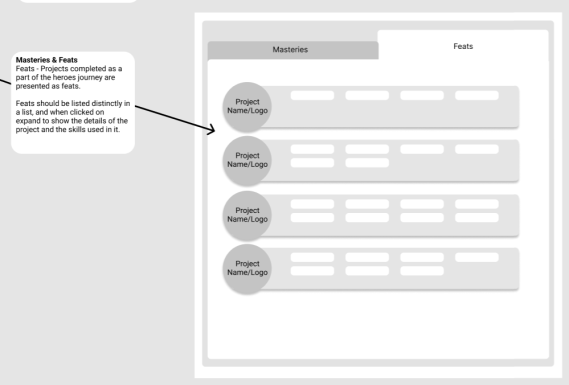 Masteries & Feats
Feats - Projects completed as a
part of the heroes journey are
presented as feats.
Feats should be listed distinctly in
a list, and when clicked on
expand to show the details of the
project and the skills used in it.
Masteries
Feats
Project
Name/Logo
Project
Name/Logo
Project
Name/Logo
Project
Name/Logo